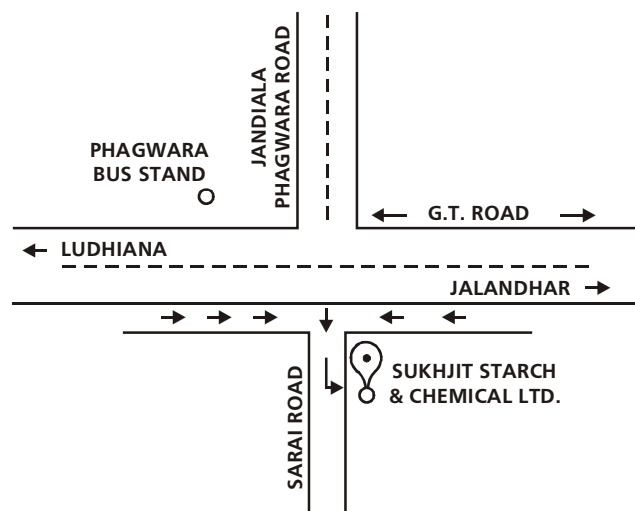 JANDIALA
PHAGWARA ROAD
PHAGWARA
BUS STAND
G.T. ROAD
LUDHIANA
JALANDHAR
SARAI ROAD
SUKHJIT STARCH
& CHEMICAL LTD.